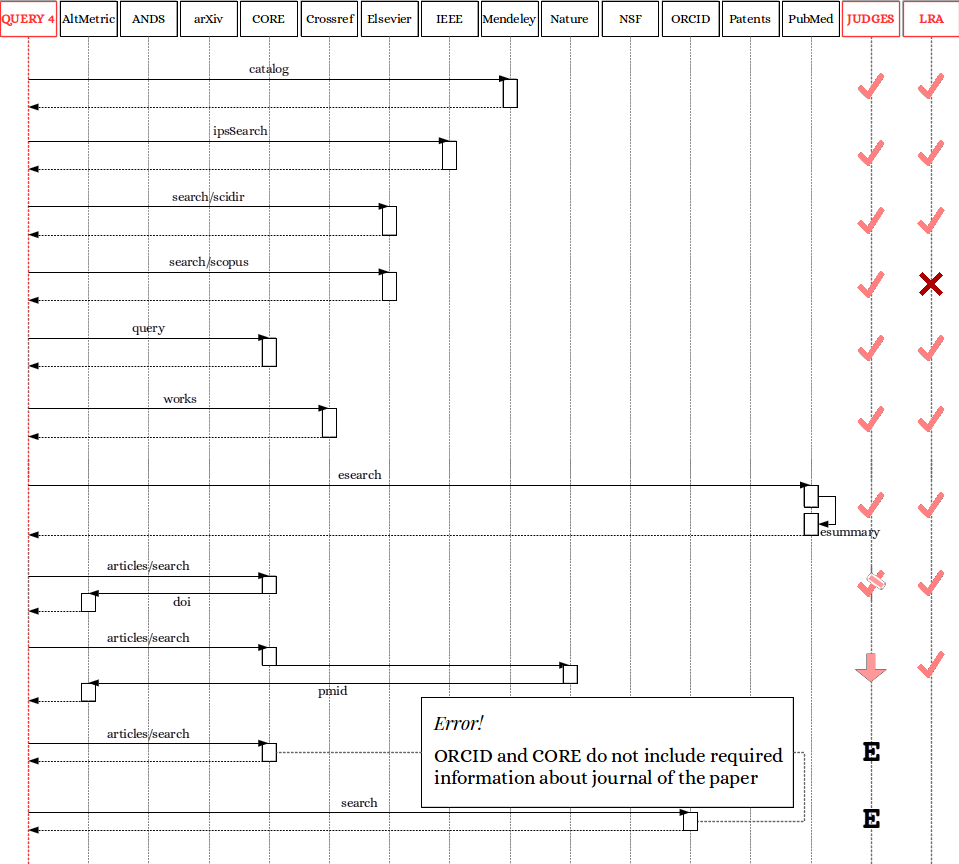 QUERY 4 AltMetric ANDS arXiv CORE Crossref Elsevier IEEE Mendeley Nature NSF ORCID Patents PubMed JUDGES LRA
catalog
ipsSearch
search/scidir
search/scopus
query
works
esearch
esummary
articles/search
doi
articles/search
pmid
Error!
articles/search
ORCID and CORE do not include required
information about journal of the paper
E
search
E